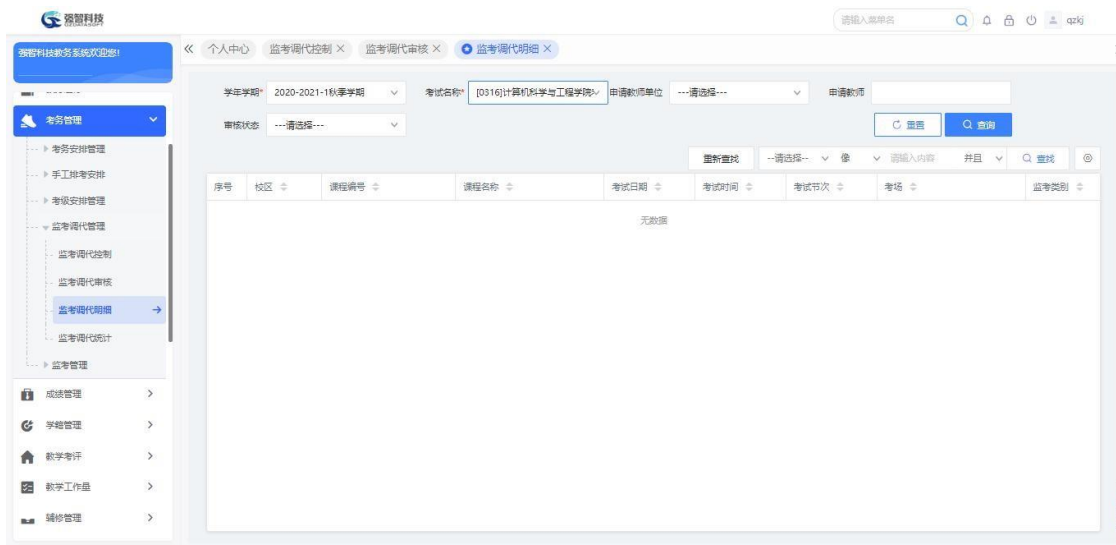 强智科技
QZDATASOFT
请输入菜单名
qzkj
强智科技教务系统欢迎您!
个人中心 监考调代控制 × 监考调代审核 × 监考调代明细 ×
学年学期* 2020-2021-1秋季学期 考试名称* [0316]计算机科学与工程学院 申请教师单位 ---请选择--- 申请教师
审核状态 ---请选择--- 重置 查询
重新查找 --请选择-- 像 请输入内容 并且 查找
序号 校区 课程编号 课程名称 考试日期 考试时间 考试节次 考场 监考类别
无数据
考务管理
考务安排管理
手工排考安排
考级安排管理
监考调代管理
监考调代控制
监考调代审核
监考调代明细
监考调代统计
监考管理
成绩管理
学籍管理
教学考评
教学工作量
辅修管理